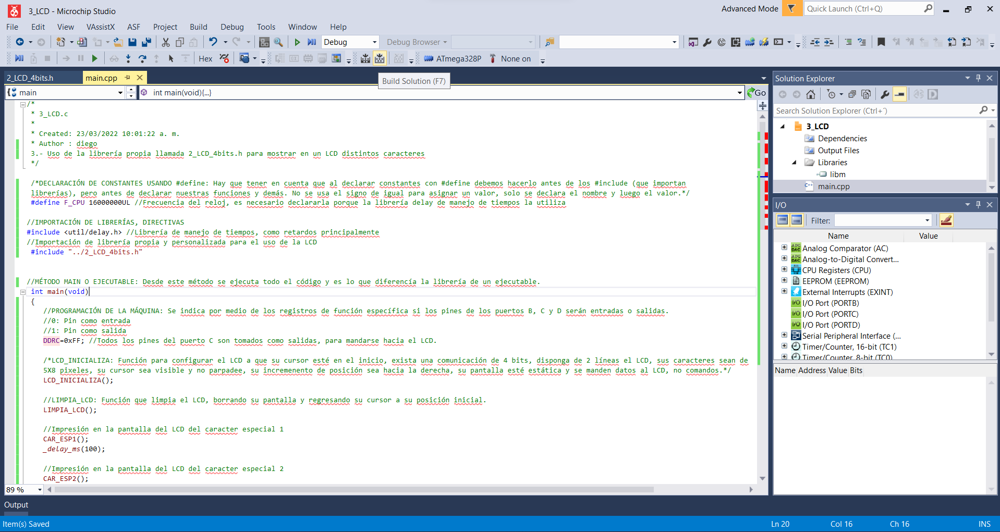 3_LCD - Microchip Studio
Advanced Mode
Quick Launch (Ctrl+Q)
File Edit View VAssistX ASF Project Build Debug Tools Window Help
Debug
Debug Browser
Hex
ATmega328P
None on
2_LCD_4bits.h
main.cpp
Build Solution (F7)
main
int main(void){...}
Go
/*
* 3_LCD.c
*
* Created: 23/03/2022 10:01:22 a. m.
* Author : diego
3.- Uso de la librería propia llamada 2_LCD_4bits.h para mostrar en un LCD distintos caracteres
*/
/*DECLARACIÓN DE CONSTANTES USANDO #define: Hay que tener en cuenta que al declarar constantes con #define debemos hacerlo antes de los #include (que importan
librerías), pero antes de declarar nuestras funciones y demás. No se usa el signo de igual para asignar un valor, solo se declara el nombre y luego el valor.*/
#define F_CPU 16000000UL //Frecuencia del reloj, es necesario declararla porque la librería delay de manejo de tiempos la utiliza
//IMPORTACIÓN DE LIBRERÍAS, DIRECTIVAS
#include <util/delay.h> //Librería de manejo de tiempos, como retardos principalmente
//Importación de librería propia y personalizada para el uso de la LCD
#include "../2_LCD_4bits.h"
//MÉTODO MAIN O EJECUTABLE: Desde este método se ejecuta todo el código y es lo que diferencía la librería de un ejecutable.
int main(void)
{
//PROGRAMACIÓN DE LA MÁQUINA: Se indica por medio de los registros de función específica si los pines de los puertos B, C y D serán entradas o salidas.
//0: Pin como entrada
//1: Pin como salida
DDRC=0xFF; //Todos los pines del puerto C son tomados como salidas, para mandarse hacia el LCD.
/*LCD_INICIALIZA: Función para configurar el LCD a que su cursor esté en el inicio, exista una comunicación de 4 bits, disponga de 2 líneas el LCD, sus caracteres sean de
5X8 pixeles, su cursor sea visible y no parpadee, su incremenento de posición sea hacia la derecha, su pantalla esté estática y se manden datos al LCD, no comandos.*/
LCD_INICIALIZA();
//LIMPIA_LCD: Función que limpia el LCD, borrando su pantalla y regresando su cursor a su posición inicial.
LIMPIA_LCD();
//Impresión en la pantalla del LCD del caracter especial 1
CAR_ESP1();
_delay_ms(100);
//Impresión en la pantalla del LCD del caracter especial 2
CAR_ESP2();
89 %
Solution Explorer
Search Solution Explorer (Ctrl+´)
3_LCD
Dependencies
Output Files
Libraries
libm
main.cpp
I/O
Filter:
Name Value
Analog Comparator (AC)
Analog-to-Digital Convert...
CPU Registers (CPU)
EEPROM (EEPROM)
External Interrupts (EXINT)
I/O Port (PORTB)
I/O Port (PORTC)
I/O Port (PORTD)
Serial Peripheral Interface (...
Timer/Counter, 16-bit (TC1)
Timer/Counter, 8-bit (TC0)
Name Address Value Bits
Output
Item(s) Saved
Ln 20 Col 16 Ch 16 INS